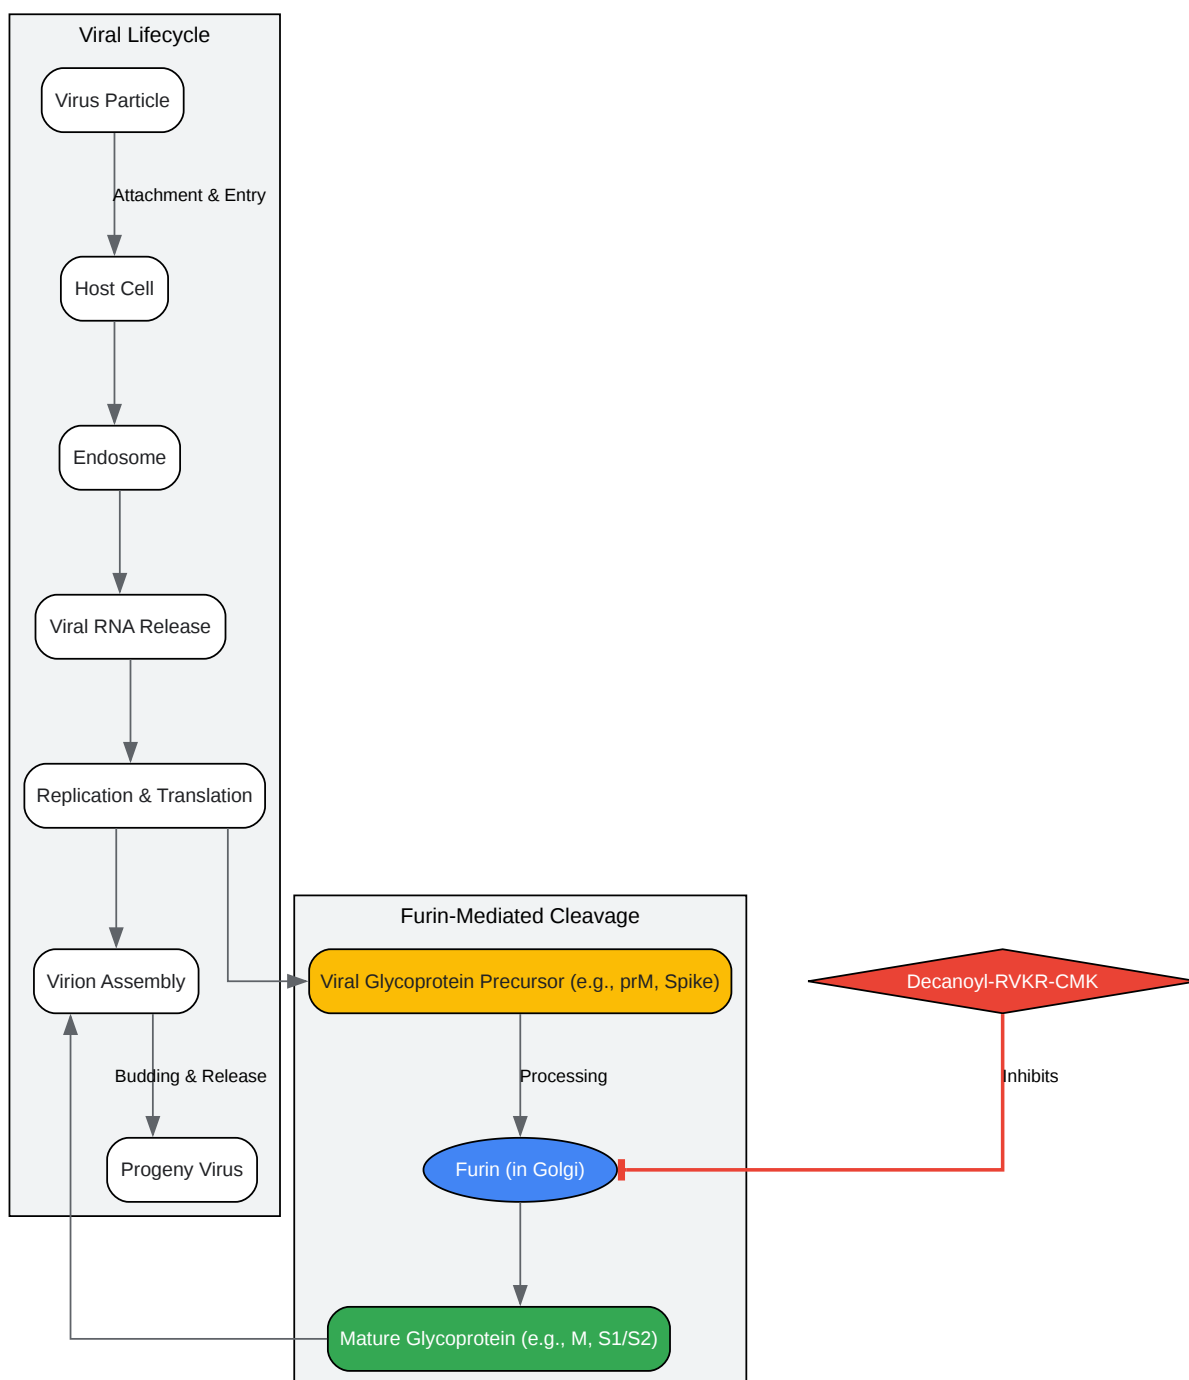 Viral Lifecycle
Virus Particle
Attachment & Entry
Host Cell
Endosome
Viral RNA Release
Replication & Translation
Virion Assembly
Budding & Release
Progeny Virus
Furin-Mediated Cleavage
Viral Glycoprotein Precursor (e.g., prM, Spike)
Processing
Furin (in Golgi)
Mature Glycoprotein (e.g., M, S1/S2)
Decanoyl-RVKR-CMK
Inhibits